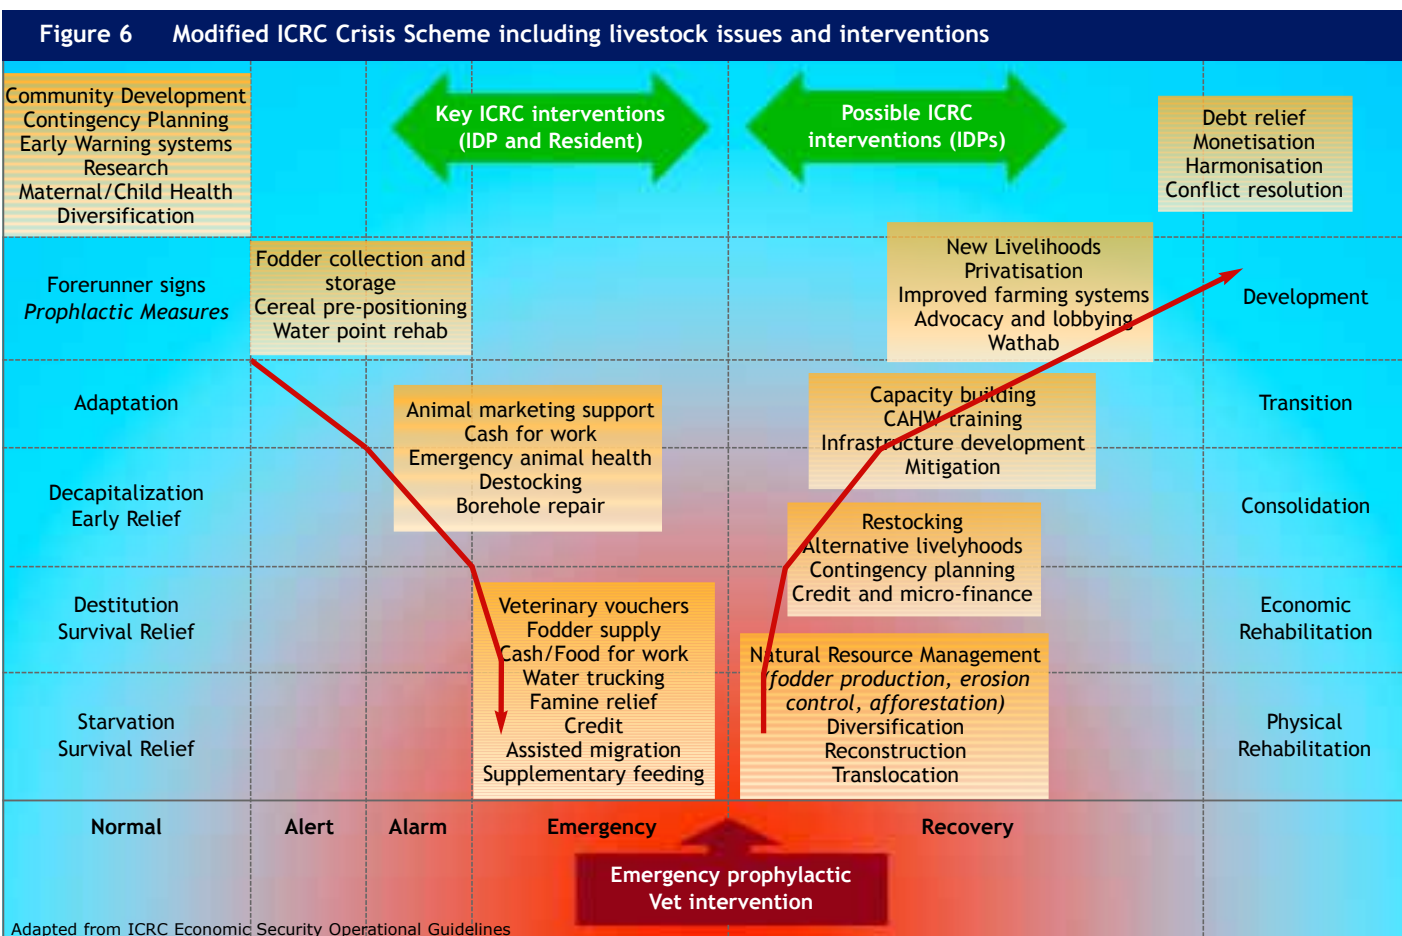 Figure 6 Modified ICRC Crisis Scheme including livestock issues and interventions
Community Development
Contingency Planning
Early Warning systems
Research
Maternal/Child Health
Diversification
Key ICRC interventions
(IDP and Resident)
Possible ICRC
interventions (IDPs)
Debt relief
Monetisation
Harmonisation
Conflict resolution
Forerunner signs
Prophlactic Measures
Fodder collection and
storage
Cereal pre-positioning
Water point rehab
New Livelihoods
Privatisation
Improved farming systems
Advocacy and lobbying
Wathab
Development
Adaptation
Animal marketing support
Cash for work
Emergency animal health
Destocking
Borehole repair
Capacity building
CAHW training
Infrastructure development
Mitigation
Transition
Decapitalization
Early Relief
Restocking
Alternative livelyhoods
Contingency planning
Credit and micro-finance
Consolidation
Destitution
Survival Relief
Veterinary vouchers
Fodder supply
Cash/Food for work
Water trucking
Famine relief
Credit
Assisted migration
Supplementary feeding
Natural Resource Management
(fodder production, erosion
control, afforestation)
Diversification
Reconstruction
Translocation
Economic
Rehabilitation
Starvation
Survival Relief
Physical
Rehabilitation
Normal
Alert
Alarm
Emergency
Recovery
Emergency prophylactic
Vet intervention
Adapted from ICRC Economic Security Operational Guidelines